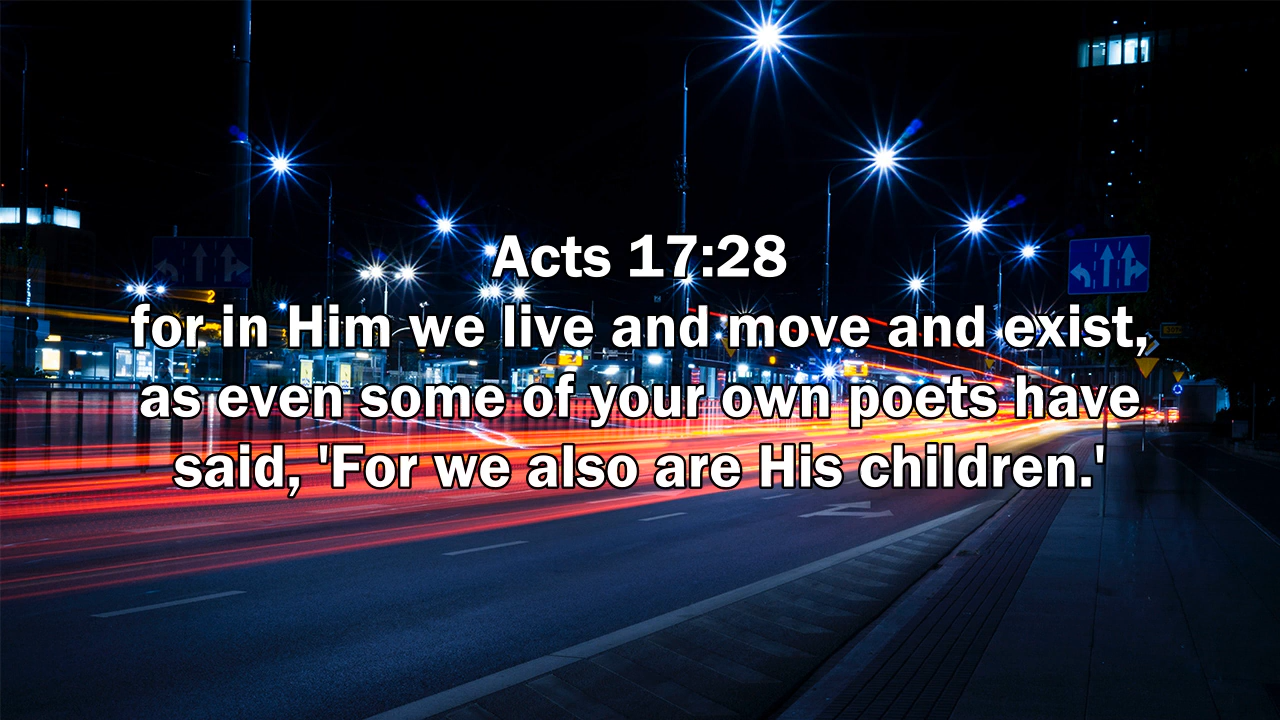 Acts 17:28
for in Him we live and move and exist,
as even some of your own poets have
said, 'For we also are His children.'
2